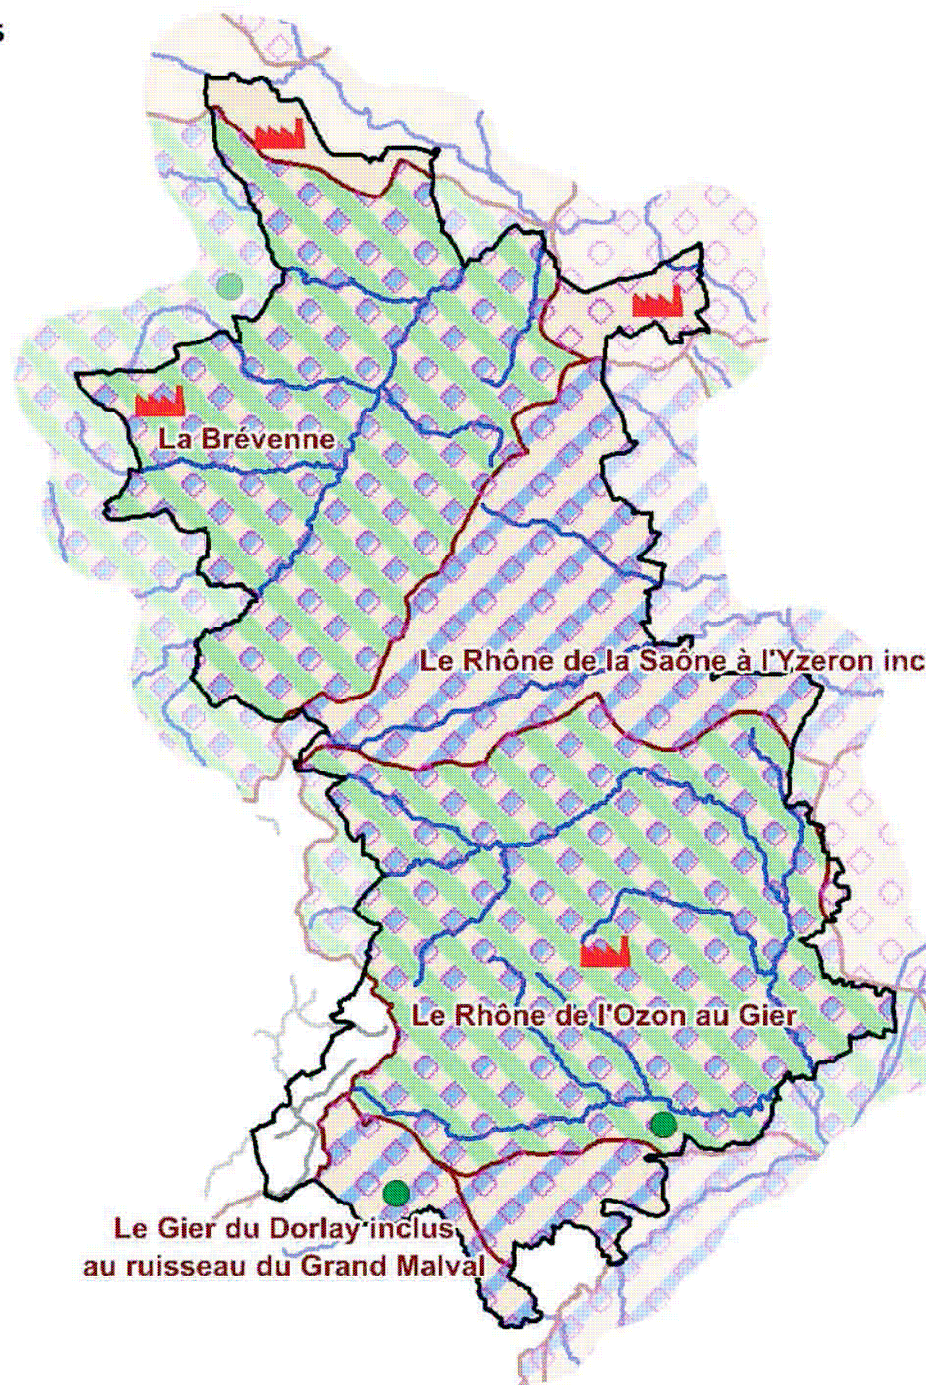 s
La Brévenne
Le Rhône de la Saône à l'Yzeron inc
Le Rhône de l'Ozon au Gier
Le Gier du Dorlay inclus
au ruisseau du Grand Malval